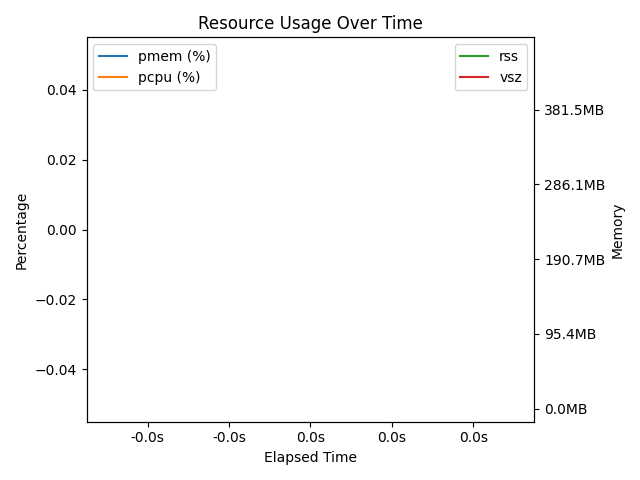 Resource Usage Over Time
pmem (%)
pcpu (%)
rss
vsz
0.04
0.02
0.00
−0.02
−0.04
Percentage
381.5MB
286.1MB
190.7MB
95.4MB
0.0MB
Memory
-0.0s -0.0s 0.0s 0.0s 0.0s
Elapsed Time